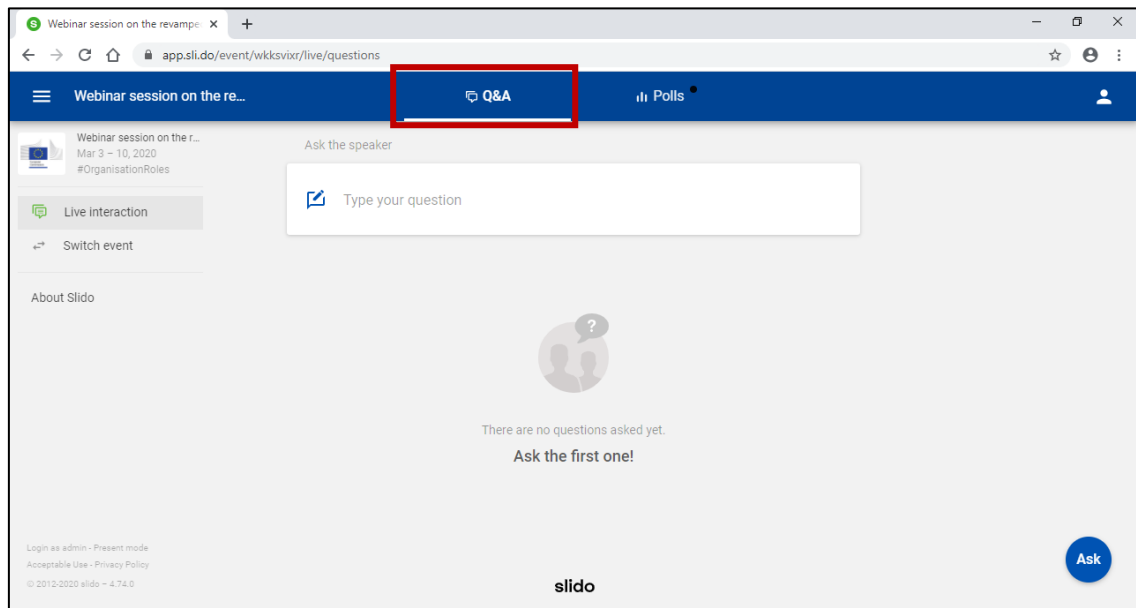 Webinar session on the revampe
app.sli.do/event/wkksvixr/live/questions
Webinar session on the re...
Q&A
Polls
Webinar session on the r...
Mar 3 – 10, 2020
#OrganisationRoles
Live interaction
Switch event
About Slido
Ask the speaker
Type your question
?
There are no questions asked yet.
Ask the first one!
Login as admin - Present mode
Acceptable Use - Privacy Policy
© 2012-2020 slido – 4.74.0
slido
Ask